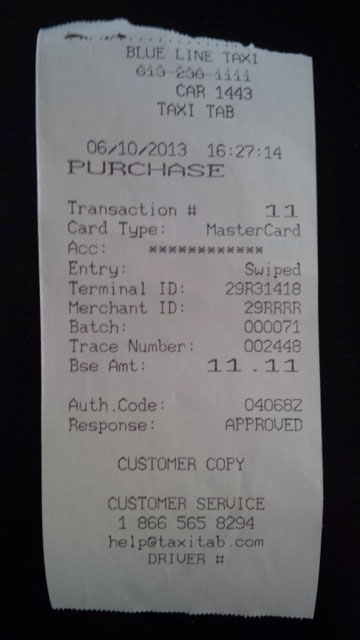 BLUE LINE TAXI
613-236-1111
CAR 1443
TAXI TAB
06/10/2013 16:27:14
PURCHASE
Transaction # 11
Card Type: MasterCard
Acc: ************
Entry: Swiped
Terminal ID: 29R31418
Merchant ID: 29RRRR
Batch: 000071
Trace Number: 002448
Bse Amt: 11.11
Auth.Code: 04068Z
Response: APPROVED
CUSTOMER COPY
CUSTOMER SERVICE
1 866 565 8294
help@taxitab.com
DRIVER #